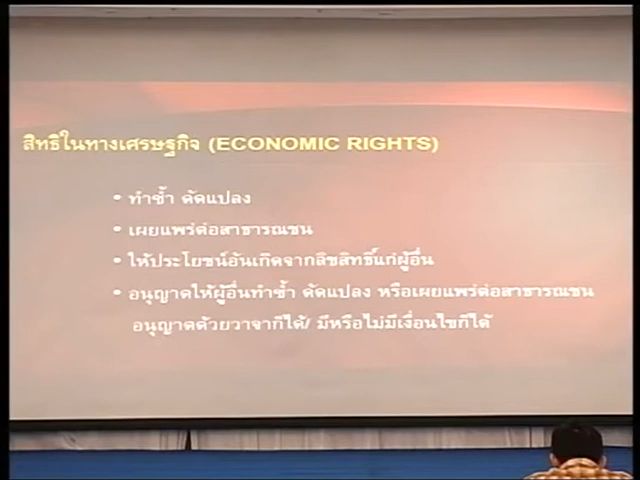 สิทธิในทางเศรษฐกิจ (ECONOMIC RIGHTS)
• ทำซ้ำ ดัดแปลง
• เผยแพร่ต่อสาธารณชน
• ให้ประโยชน์อันเกิดจากลิขสิทธิ์แก่ผู้อื่น
• อนุญาตให้ผู้อื่นทำซ้ำ ดัดแปลง หรือเผยแพร่ต่อสาธารณชน
อนุญาตด้วยวาจาก็ได้/ มีหรือไม่มีเงื่อนไขก็ได้